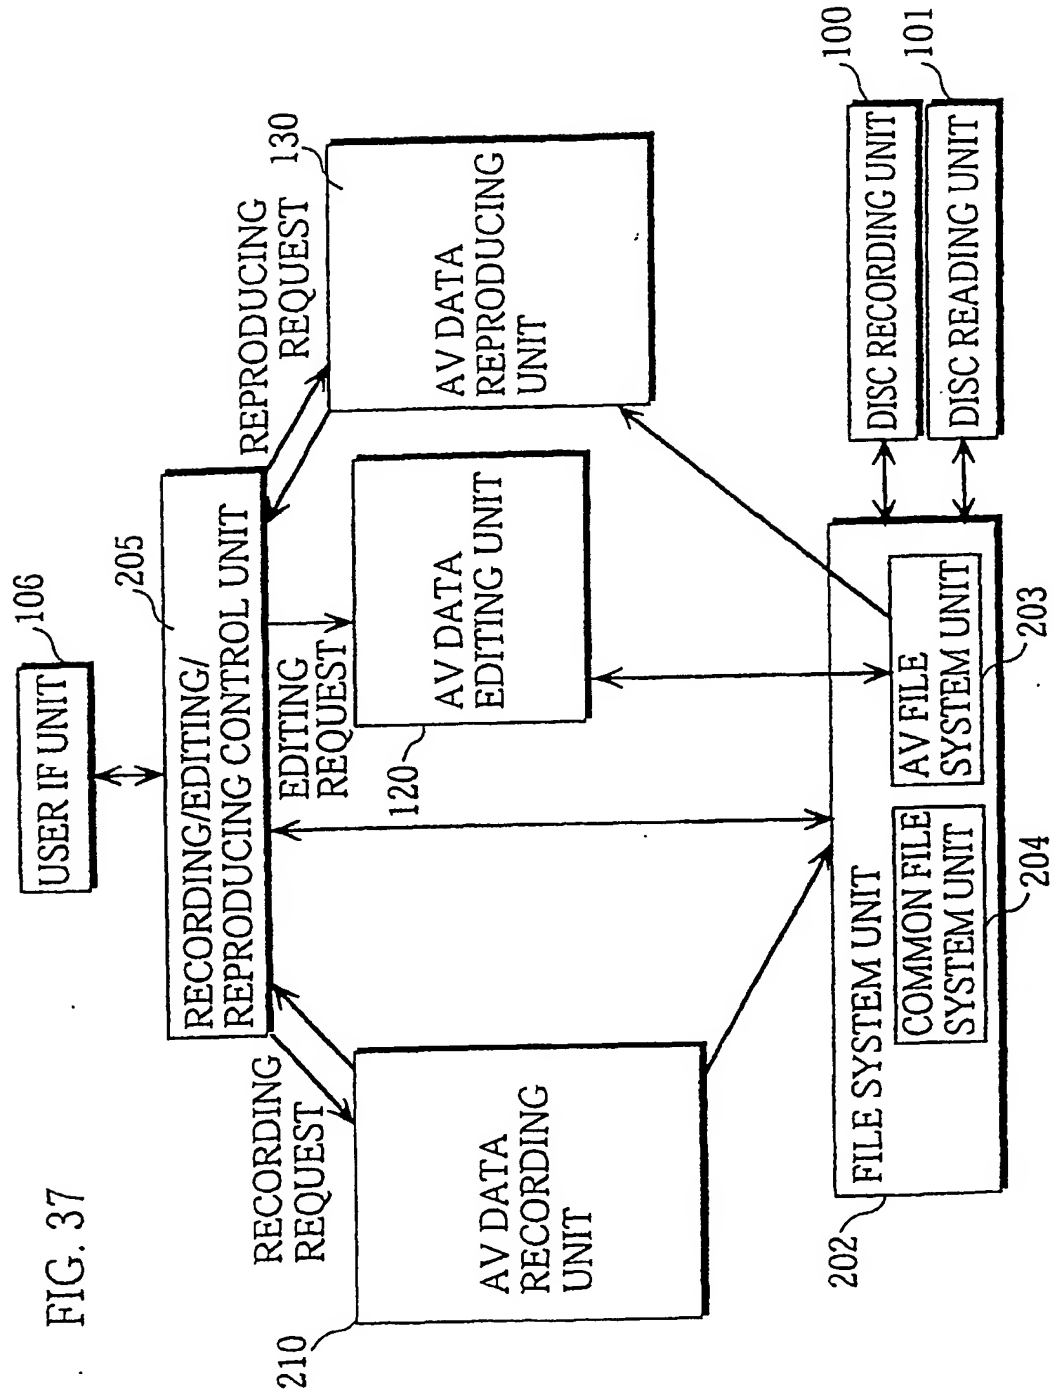 FIG. 37
USER IF UNIT
106
205
RECORDING/EDITING/
REPRODUCING CONTROL UNIT
RECORDING
REQUEST
EDITING
REQUEST
REPRODUCING
REQUEST
210
AV DATA
RECORDING
UNIT
120
AV DATA
EDITING UNIT
130
AV DATA
REPRODUCING
UNIT
202
FILE SYSTEM UNIT
COMMON FILE
SYSTEM UNIT
204
AV FILE
SYSTEM UNIT
203
DISC RECORDING UNIT
100
DISC READING UNIT
101